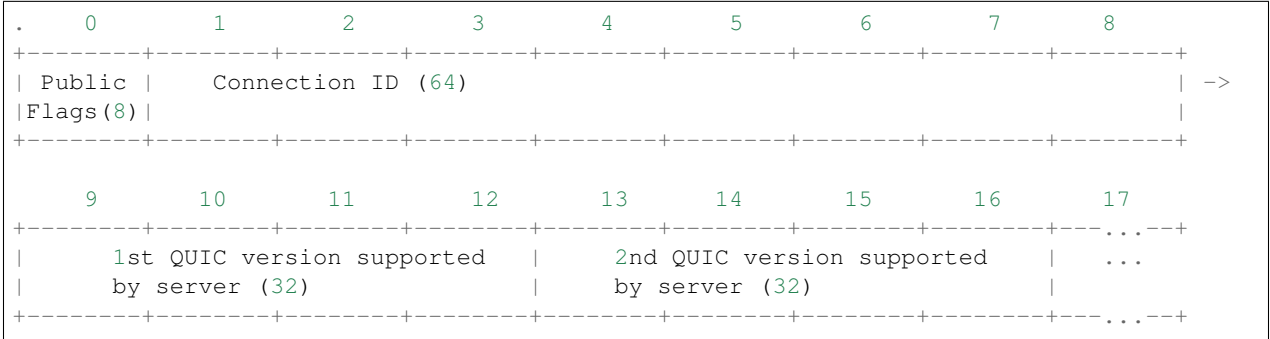 .    0        1        2        3        4        5        6        7        8
+--------+--------+--------+--------+--------+--------+--------+--------+--------+
| Public |    Connection ID (64)                                                 | ->
|Flags(8)|                                                                       |
+--------+--------+--------+--------+--------+--------+--------+--------+--------+
     9       10       11       12       13       14       15       16       17
+--------+--------+--------+--------+--------+--------+--------+--------+---...--+
|     1st QUIC version supported    |     2nd QUIC version supported    |   ...
|     by server (32)                |     by server (32)                |
+--------+--------+--------+--------+--------+--------+--------+--------+---...--+